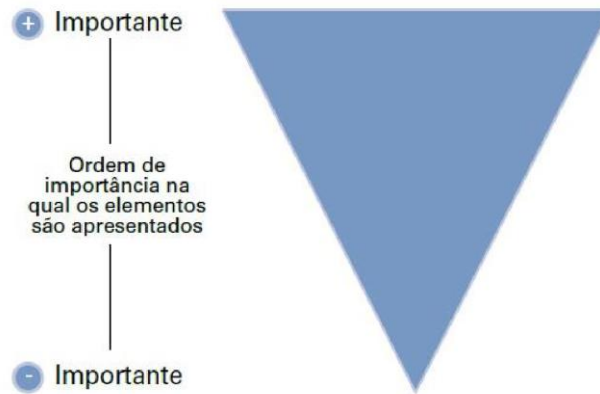 + Importante
Ordem de
importância na
qual os elementos
são apresentados
- Importante